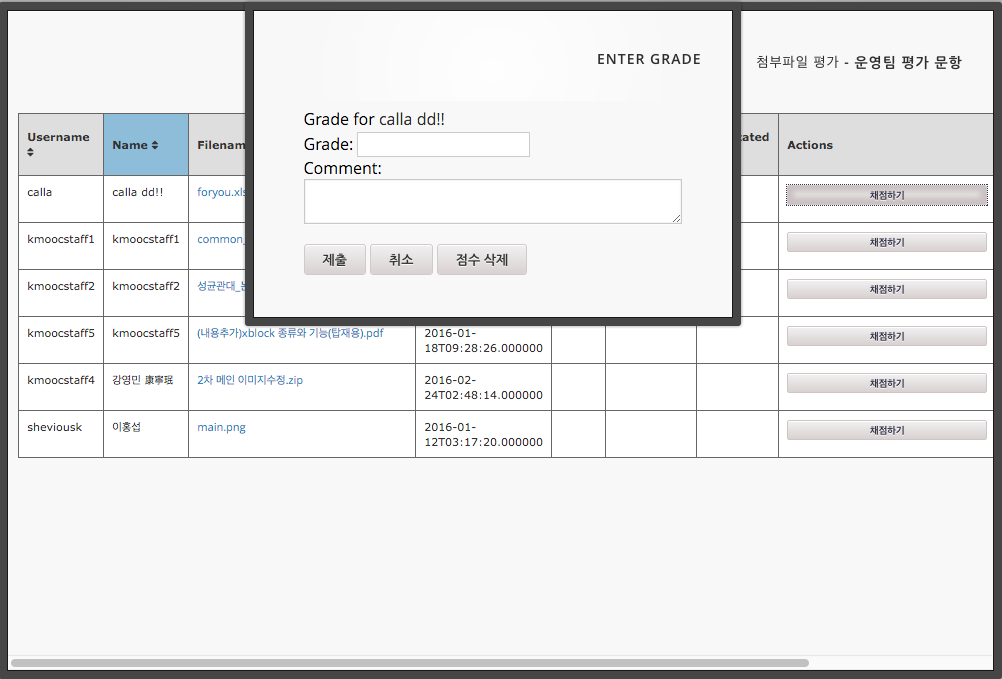 ENTER GRADE
첨부파일 평가 - 운영팀 평가 문항
Grade for calla dd!!
Grade:
Comment:
제출 취소 점수 삭제
Username Name Filenam Actions
calla calla dd!! foryou.xls 채점하기
kmoocstaff1 kmoocstaff1 common_ 채점하기
kmoocstaff2 kmoocstaff2 성균관대_ 채점하기
kmoocstaff5 kmoocstaff5 (내용추가)xblock 종류와 기능(탑재용).pdf 2016-01- 채점하기
18T09:28:26.000000
kmoocstaff4 강영민 康寧珉 2차 메인 이미지수정.zip 2016-02- 채점하기
24T02:48:14.000000
sheviousk 이홍섭 main.png 2016-01- 채점하기
12T03:17:20.000000